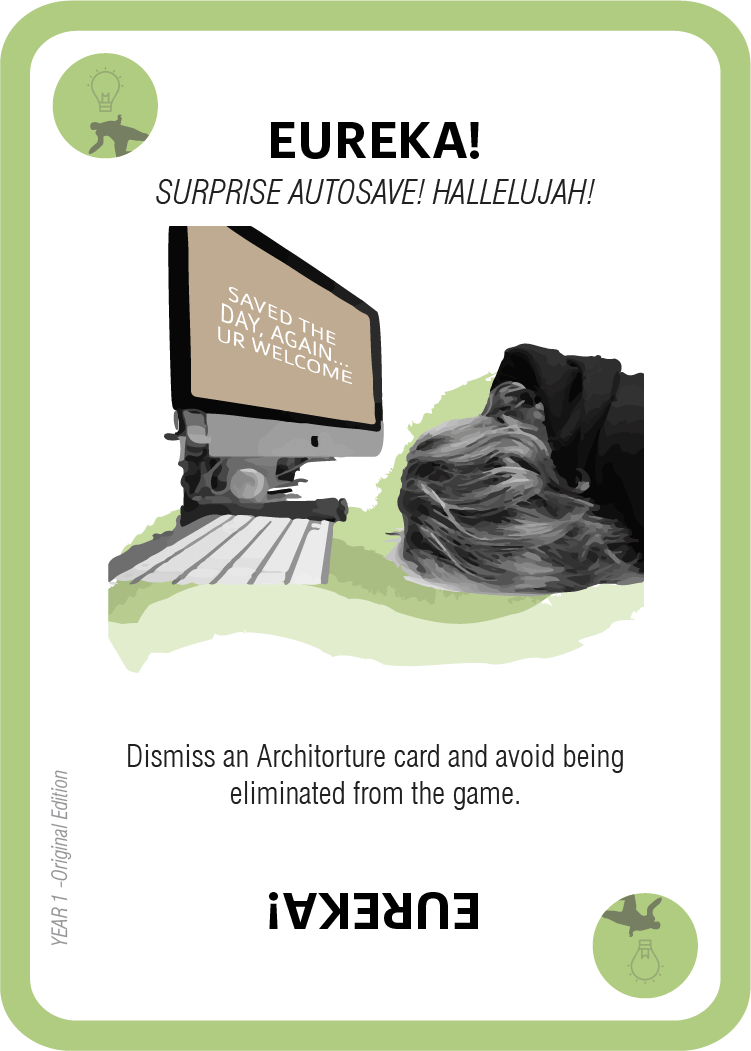 EUREKA!
SURPRISE AUTOSAVE! HALLELUJAH!
SAVED THE
DAY, AGAIN...
UR WELCOME
Dismiss an Architorture card and avoid being
eliminated from the game.
YEAR 1 -Original Edition
EUREKA!